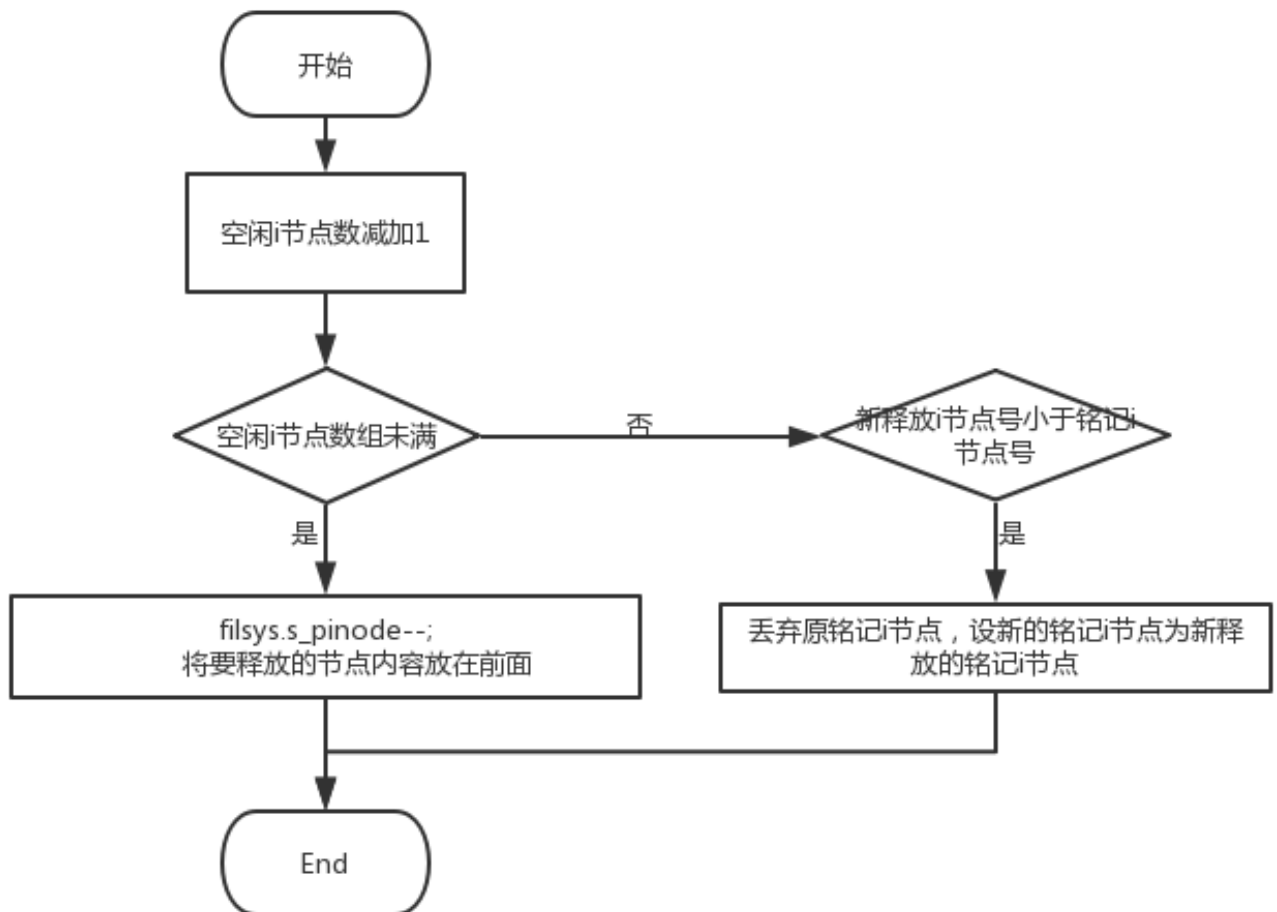 开始
空闲i节点数减加1
空闲i节点数组未满
否
新释放i节点号小于铭记i
节点号
是
是
filsys.s_pinode--;
将要释放的节点内容放在前面
丢弃原铭记i节点，设新的铭记i节点为新释
放的铭记i节点
End